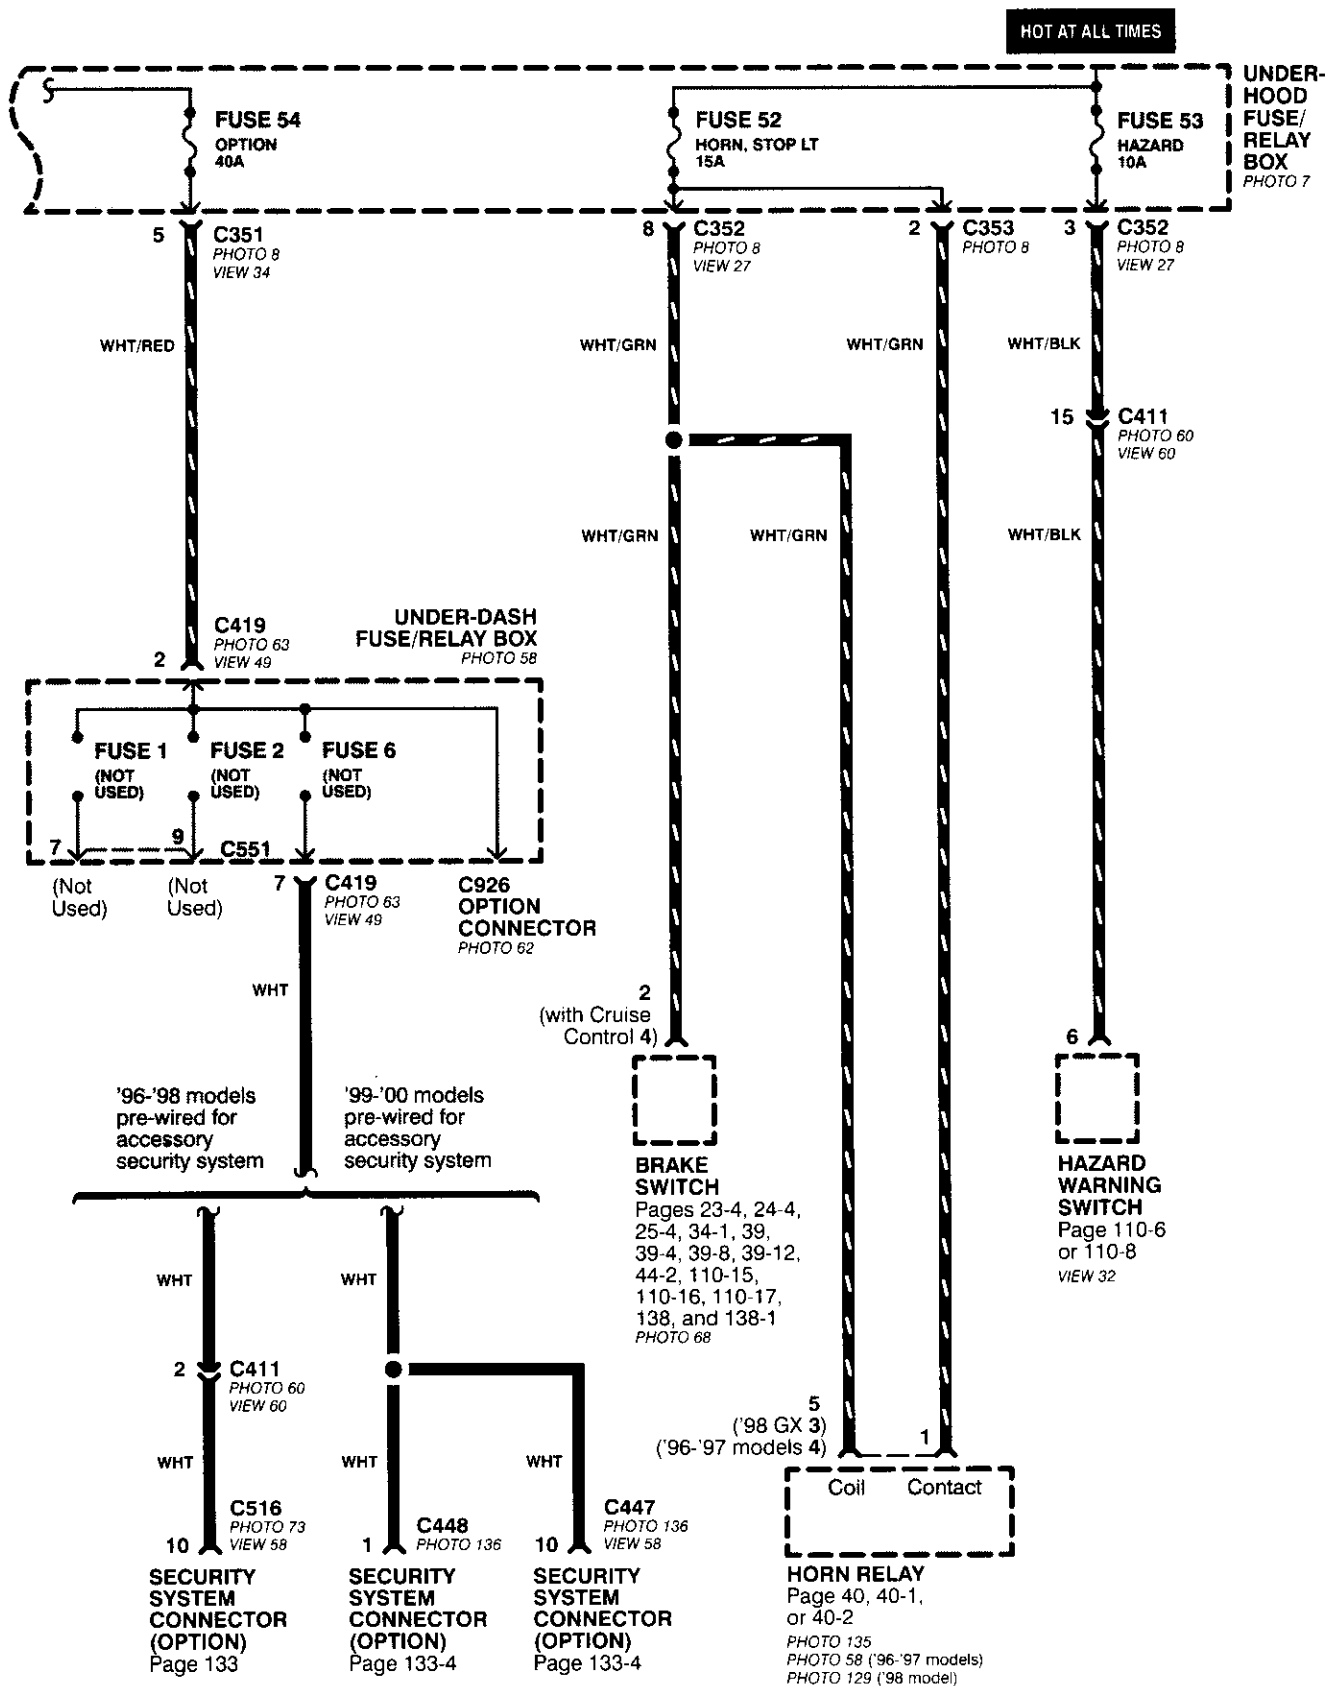 HOT AT ALL TIMES
UNDER-
HOOD
FUSE/
RELAY
BOX
PHOTO 7
FUSE 54
OPTION
40A
FUSE 52
HORN, STOP LT
15A
FUSE 53
HAZARD
10A
5
C351
PHOTO 8
VIEW 34
8
C352
PHOTO 8
VIEW 27
2
C353
PHOTO 8
3
C352
PHOTO 8
VIEW 27
WHT/RED
WHT/GRN
WHT/GRN
WHT/BLK
15
C411
PHOTO 60
VIEW 60
WHT/GRN
WHT/GRN
WHT/BLK
C419
PHOTO 63
VIEW 49
2
UNDER-DASH
FUSE/RELAY BOX
PHOTO 58
FUSE 1
(NOT
USED)
FUSE 2
(NOT
USED)
FUSE 6
(NOT
USED)
7
9
C551
(Not
Used)
(Not
Used)
7
C419
PHOTO 63
VIEW 49
C926
OPTION
CONNECTOR
PHOTO 62
WHT
2
(with Cruise
Control 4)
6
'96-'98 models
pre-wired for
accessory
security system
'99-'00 models
pre-wired for
accessory
security system
BRAKE
SWITCH
Pages 23-4, 24-4,
25-4, 34-1, 39,
39-4, 39-8, 39-12,
44-2, 110-15,
110-16, 110-17,
138, and 138-1
PHOTO 68
HAZARD
WARNING
SWITCH
Page 110-6
or 110-8
VIEW 32
WHT
WHT
2
C411
PHOTO 60
VIEW 60
5
('98 GX 3)
('96-'97 models 4)
1
WHT
WHT
WHT
Coil
Contact
C516
PHOTO 73
VIEW 58
10
C448
PHOTO 136
1
C447
PHOTO 136
VIEW 58
10
SECURITY
SYSTEM
CONNECTOR
(OPTION)
Page 133
SECURITY
SYSTEM
CONNECTOR
(OPTION)
Page 133-4
SECURITY
SYSTEM
CONNECTOR
(OPTION)
Page 133-4
HORN RELAY
Page 40, 40-1,
or 40-2
PHOTO 135
PHOTO 58 ('96-'97 models)
PHOTO 129 ('98 model)